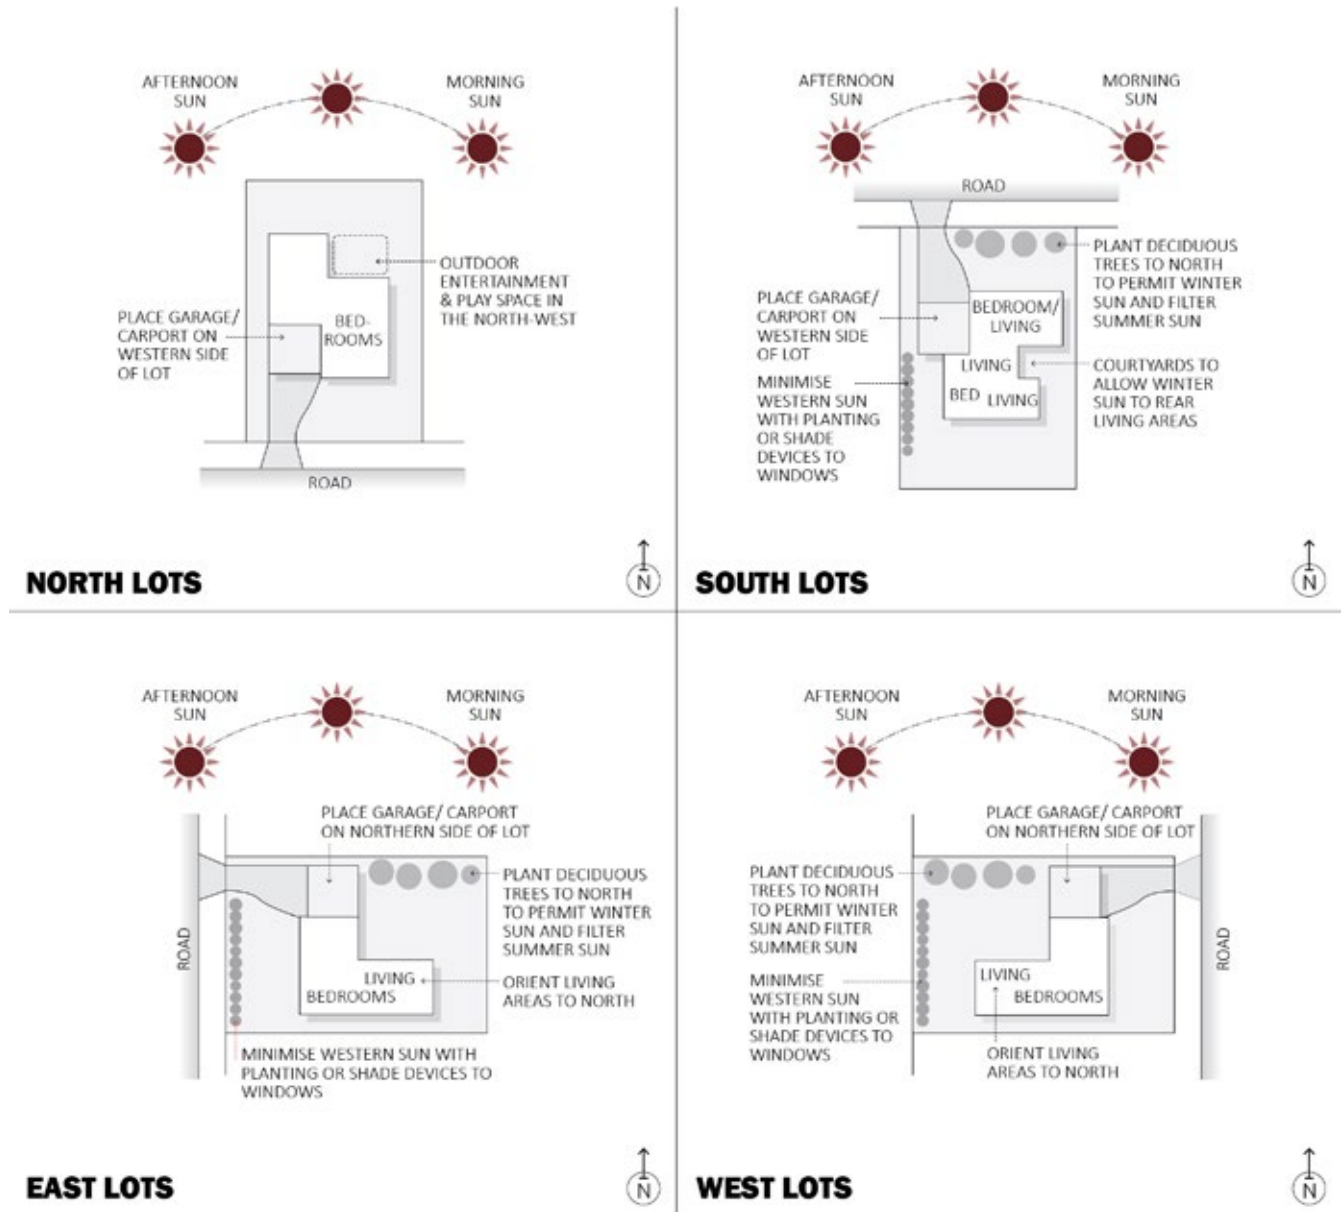 AFTERNOON
SUN
MORNING
SUN
OUTDOOR
ENTERTAINMENT
& PLAY SPACE IN
THE NORTH-WEST
PLACE GARAGE/
CARPORT ON
WESTERN SIDE
OF LOT
BED-
ROOMS
ROAD
NORTH LOTS
N
AFTERNOON
SUN
MORNING
SUN
ROAD
PLANT DECIDUOUS
TREES TO NORTH
TO PERMIT WINTER
SUN AND FILTER
SUMMER SUN
PLACE GARAGE/
CARPORT ON
WESTERN SIDE
OF LOT
BEDROOM/
LIVING
LIVING
BED
LIVING
COURTYARDS TO
ALLOW WINTER
SUN TO REAR
LIVING AREAS
MINIMISE
WESTERN SUN
WITH PLANTING
OR SHADE
DEVICES TO
WINDOWS
SOUTH LOTS
N
AFTERNOON
SUN
MORNING
SUN
PLACE GARAGE/ CARPORT
ON NORTHERN SIDE OF LOT
PLANT DECIDUOUS
TREES TO NORTH
TO PERMIT WINTER
SUN AND FILTER
SUMMER SUN
ROAD
LIVING
BEDROOMS
ORIENT LIVING
AREAS TO NORTH
MINIMISE WESTERN SUN WITH
PLANTING OR SHADE DEVICES TO
WINDOWS
EAST LOTS
N
AFTERNOON
SUN
MORNING
SUN
PLACE GARAGE/ CARPORT
ON NORTHERN SIDE OF LOT
PLANT DECIDUOUS
TREES TO NORTH
TO PERMIT WINTER
SUN AND FILTER
SUMMER SUN
ROAD
MINIMISE
WESTERN SUN
WITH PLANTING OR
SHADE DEVICES TO
WINDOWS
LIVING
BEDROOMS
ORIENT LIVING
AREAS TO NORTH
WEST LOTS
N